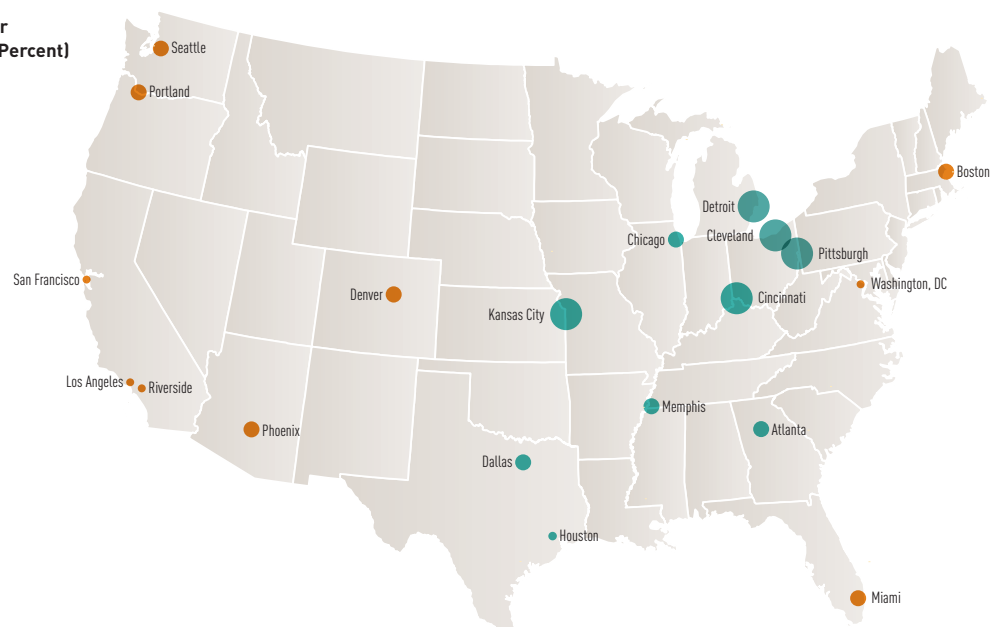 r
Percent)
Seattle
Portland
Boston
Detroit
Chicago
Cleveland
Pittsburgh
San Francisco
Washington, DC
Denver
Cincinnati
Kansas City
Los Angeles
Riverside
Memphis
Phoenix
Atlanta
Dallas
Houston
Miami